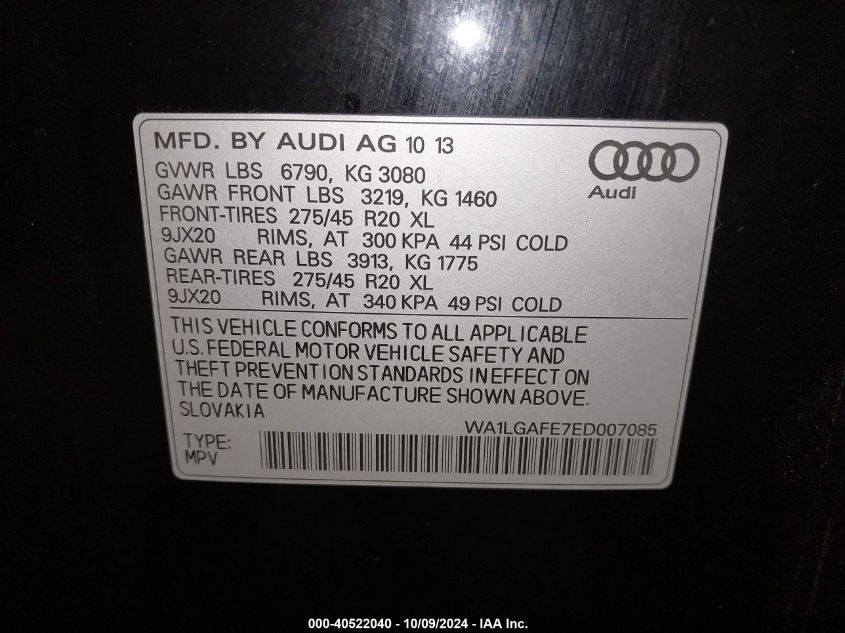 MFD. BY AUDI AG 10 13
GVWR LBS 6790, KG 3080
GAWR FRONT LBS 3219, KG 1460
FRONT-TIRES 275/45 R20 XL
9JX20 RIMS, AT 300 KPA 44 PSI COLD
GAWR REAR LBS 3913, KG 1775
REAR-TIRES 275/45 R20 XL
9JX20 RIMS, AT 340 KPA 49 PSI COLD
Audi
THIS VEHICLE CONFORMS TO ALL APPLICABLE
U.S. FEDERAL MOTOR VEHICLE SAFETY AND
THEFT PREVENTION STANDARDS IN EFFECT ON
THE DATE OF MANUFACTURE SHOWN ABOVE.
SLOVAKIA
WA1LGAFE7ED007085
TYPE:
MPV
000-40522040 - 10/09/2024 - IAA Inc.